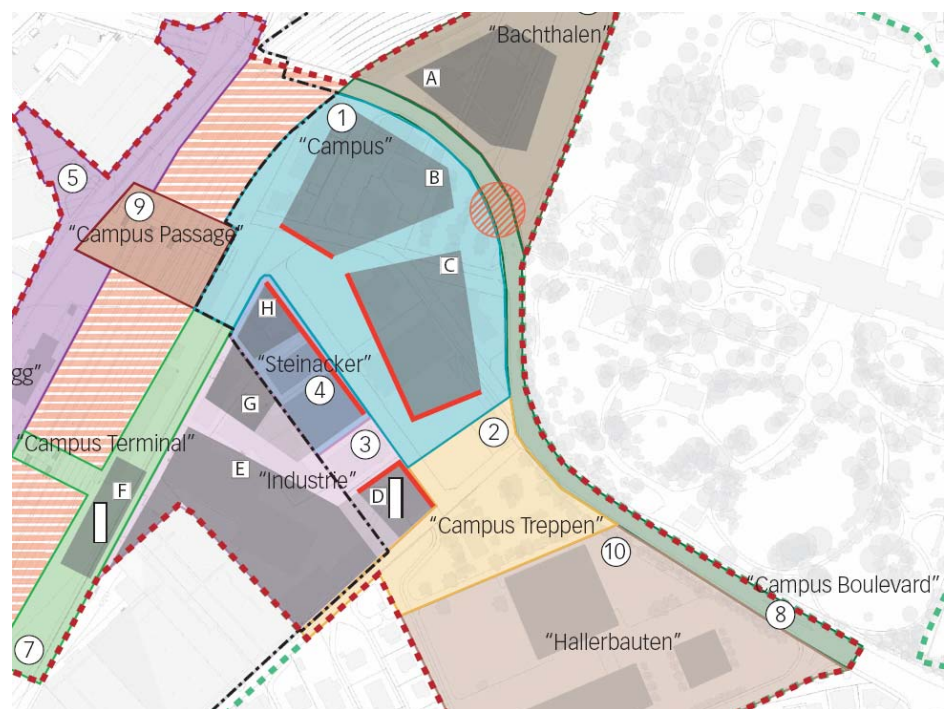 “Bachthalen”
A
1
“Campus”
B
5
9
“Campus Passage”
C
H
“Steinacker”
gg”
4
G
2
“Campus Terminal”
3
E
“Industrie”
F
D
“Campus Treppen”
10
“Campus Boulevard”
8
“Hallerbauten”
7